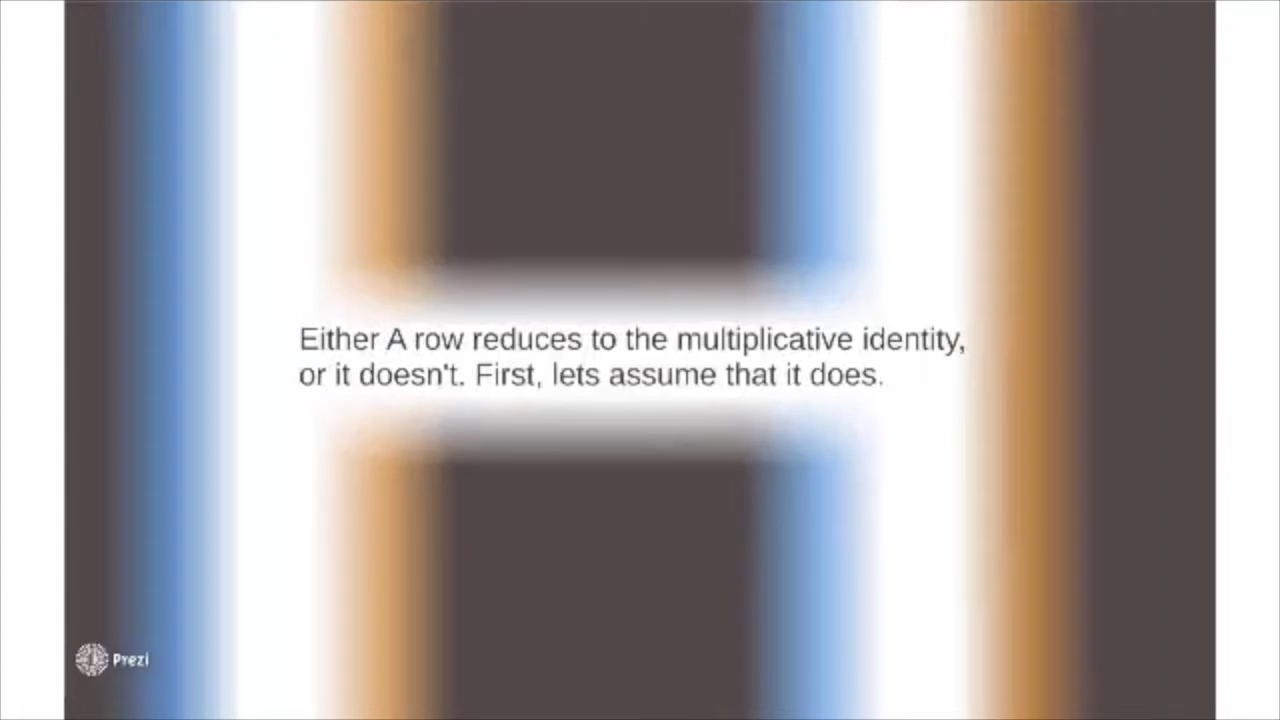 Either A row reduces to the multiplicative identity,
or it doesn't. First, lets assume that it does.
Prezi